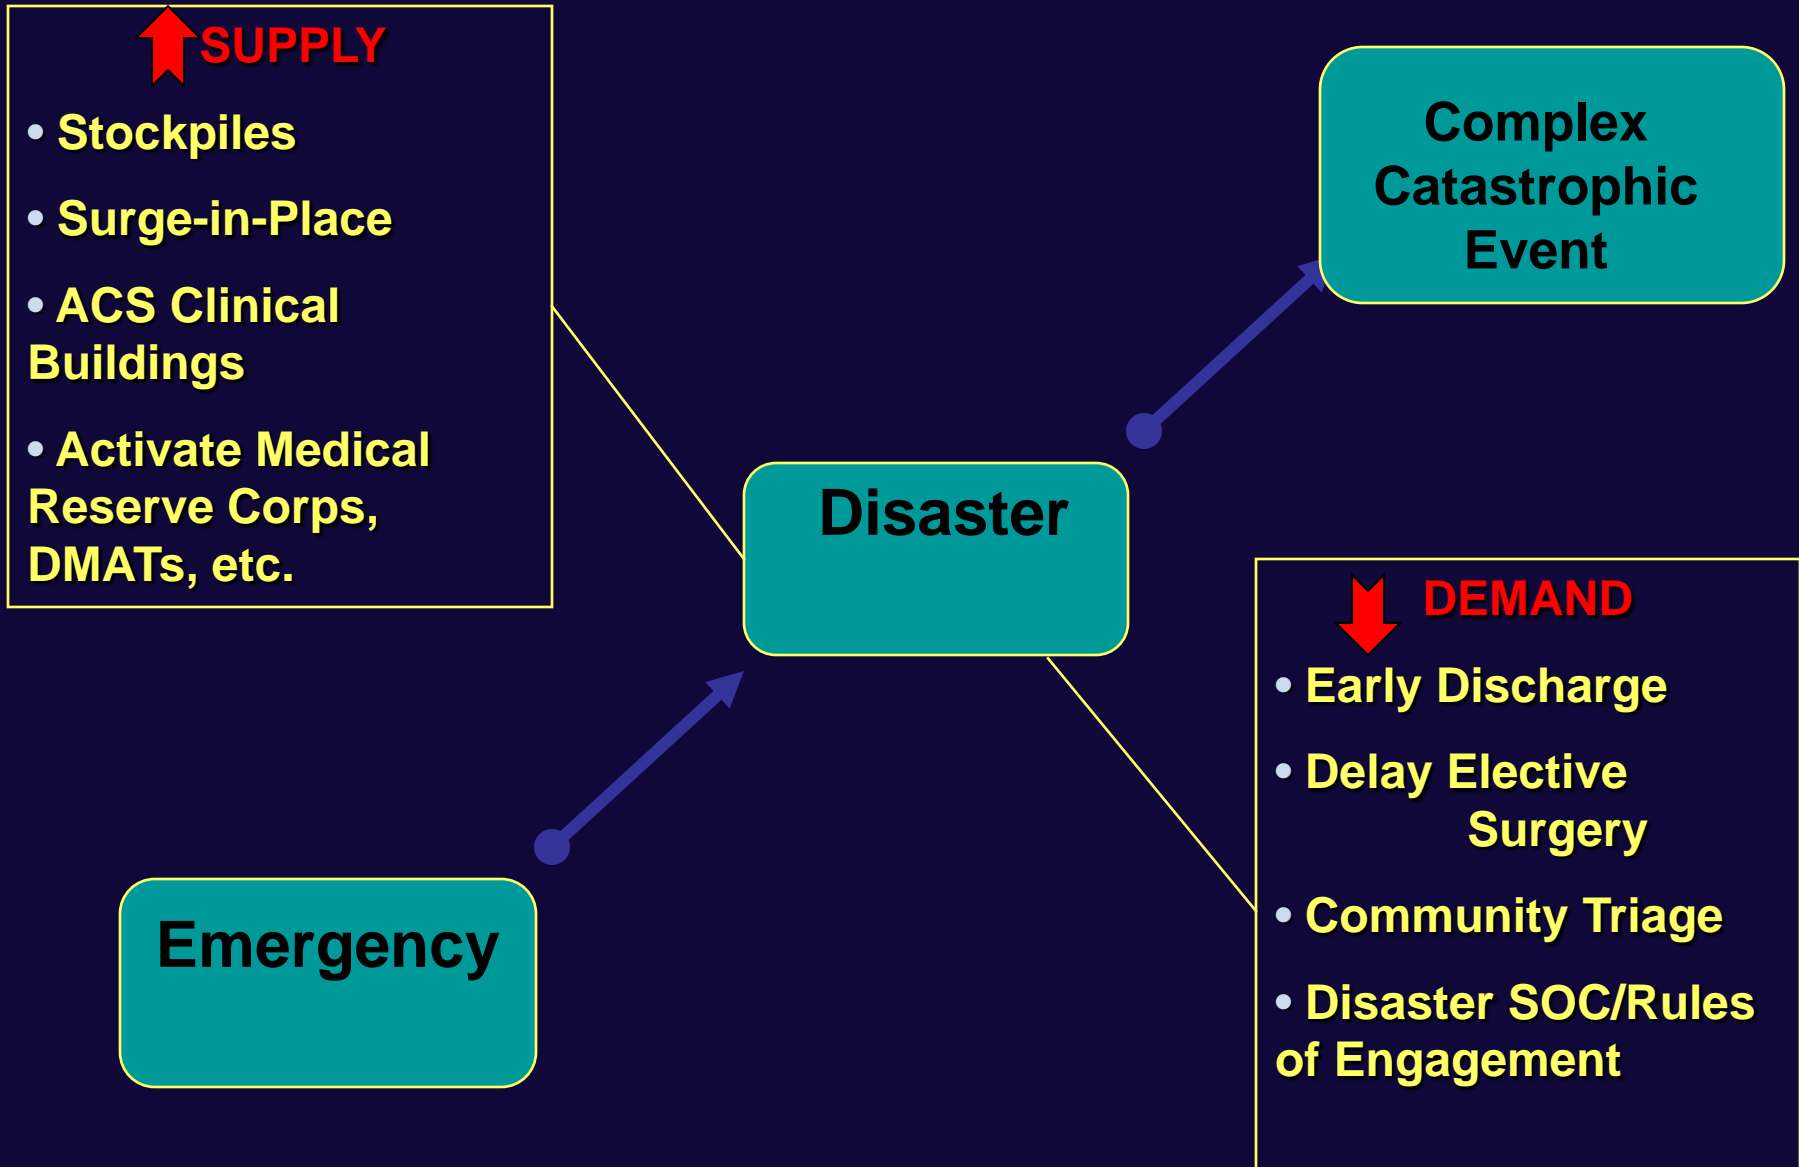 SUPPLY
• Stockpiles
• Surge-in-Place
• ACS Clinical
Buildings
• Activate Medical
Reserve Corps,
DMATs, etc.
Complex
Catastrophic
Event
Disaster
Emergency
DEMAND
• Early Discharge
• Delay Elective
Surgery
• Community Triage
• Disaster SOC/Rules
of Engagement